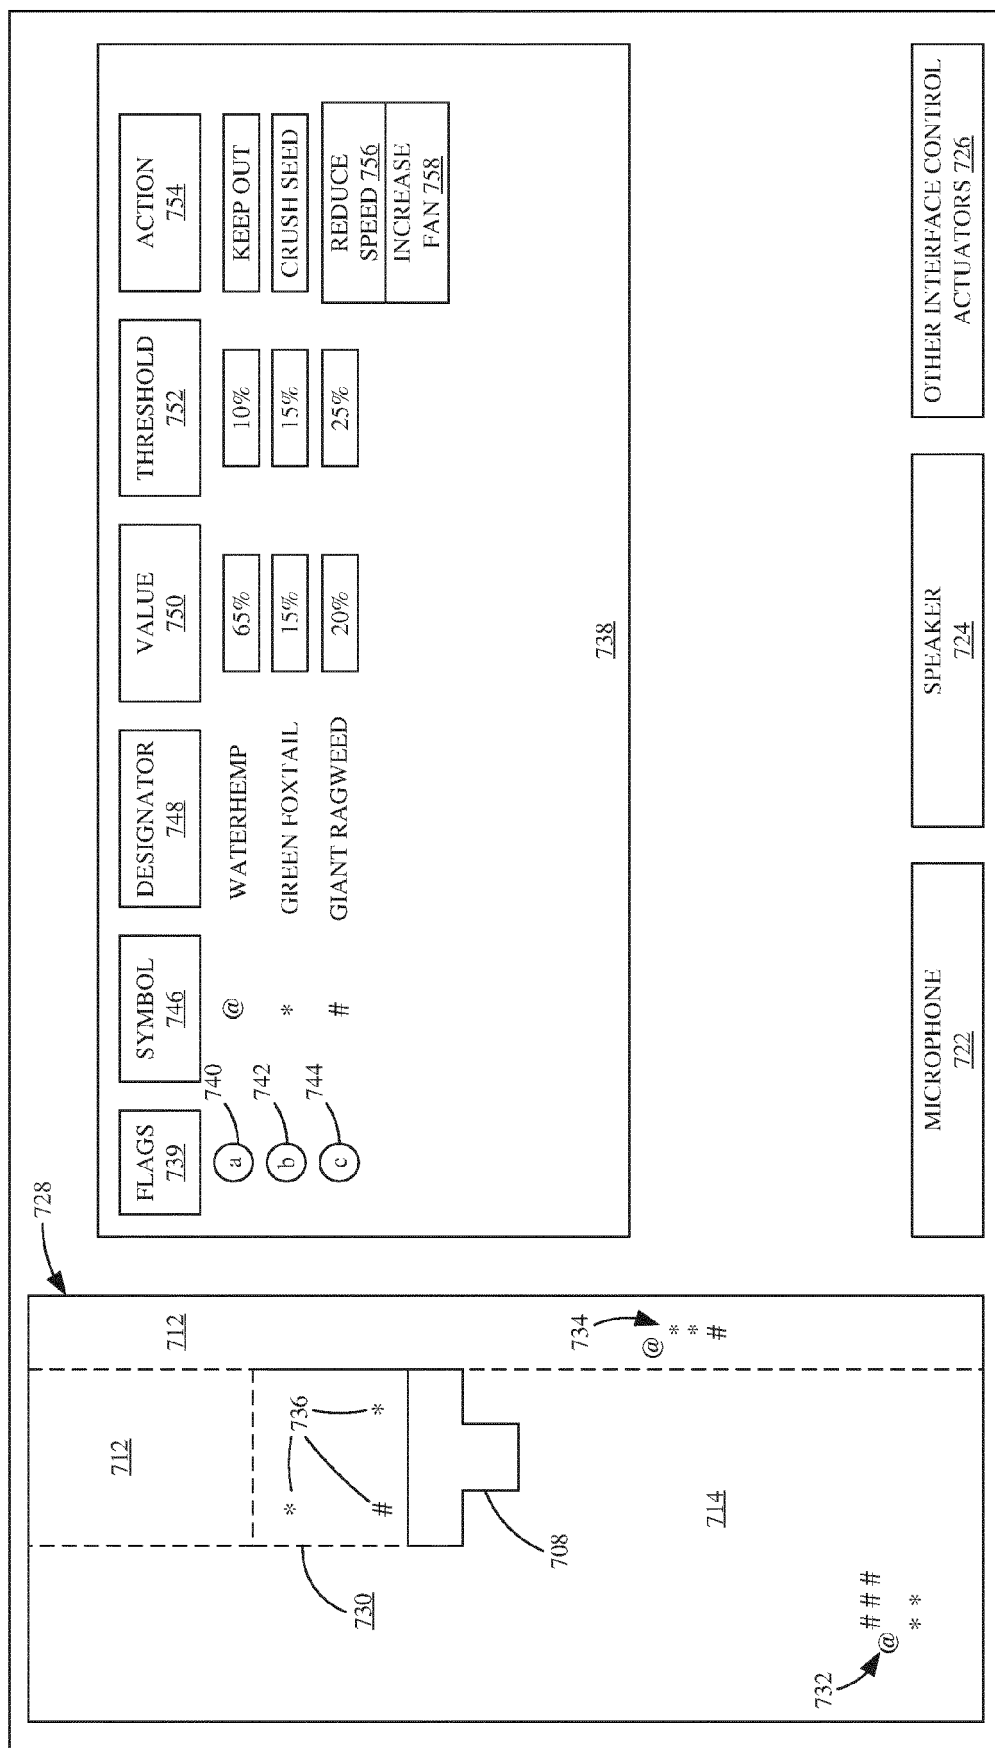 728
712
712
736
*
*
#
730
708
734
@
* *
#
714
732
# # #
@
* *
FLAGS
739
SYMBOL
746
DESIGNATOR
748
VALUE
750
THRESHOLD
752
ACTION
754
740
a
@
WATERHEMP
65%
10%
KEEP OUT
742
b
*
GREEN FOXTAIL
15%
15%
CRUSH SEED
744
c
#
GIANT RAGWEED
20%
25%
REDUCE
SPEED 756
INCREASE
FAN 758
738
MICROPHONE
722
SPEAKER
724
OTHER INTERFACE CONTROL
ACTUATORS 726